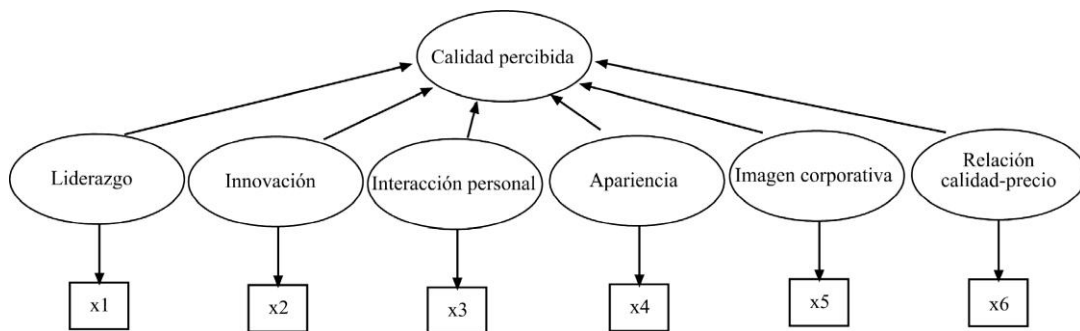 Calidad percibida
Liderazgo
Innovación
Interacción personal
Apariencia
Imagen corporativa
Relación
calidad-precio
x1
x2
x3
x4
x5
x6